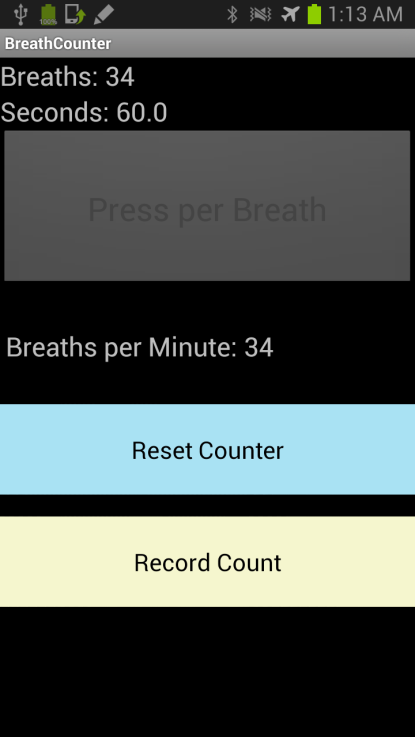 1:13 AM
BreathCounter
Breaths: 34
Seconds: 60.0
Press per Breath
Breaths per Minute: 34
Reset Counter
Record Count